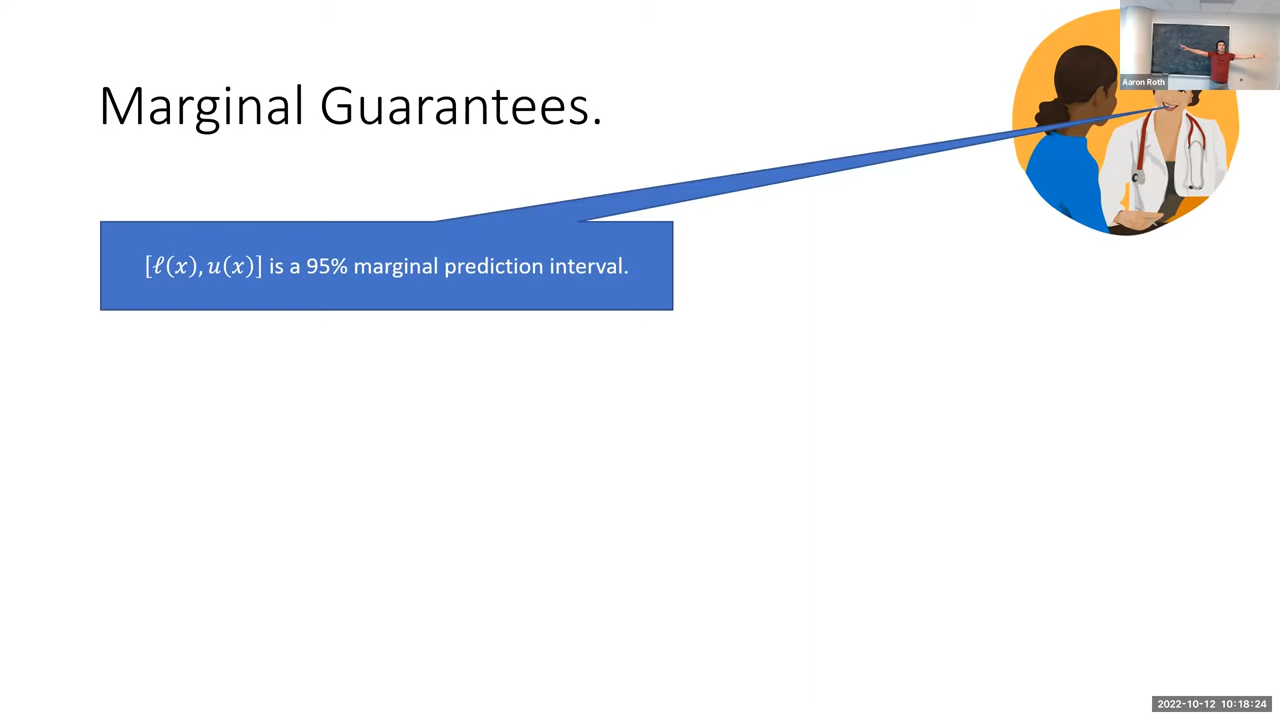 Aaron Roth
Marginal Guarantees.
[ℓ(x), u(x)] is a 95% marginal prediction interval.
2022-10-12 10:18:24